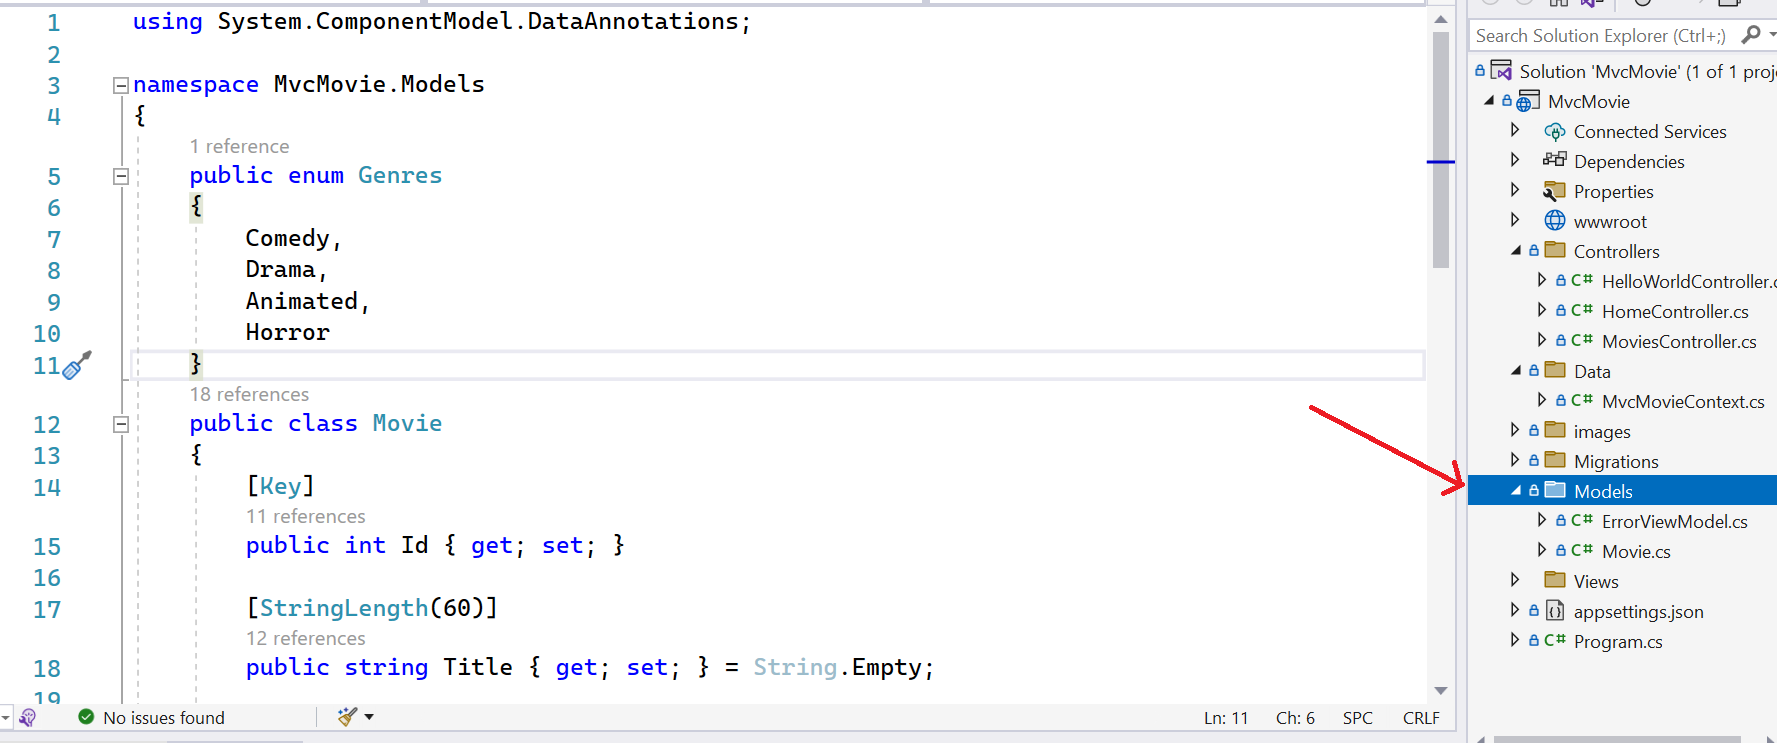 1 using System.ComponentModel.DataAnnotations;
2
3 namespace MvcMovie.Models
4 {
1 reference
5 public enum Genres
6 {
7 Comedy,
8 Drama,
9 Animated,
10 Horror
11 }
18 references
12 public class Movie
13 {
14 [Key]
11 references
15 public int Id { get; set; }
16
17 [StringLength(60)]
12 references
18 public string Title { get; set; } = String.Empty;
19
No issues found
Ln: 11 Ch: 6 SPC CRLF
Search Solution Explorer (Ctrl+;)
Solution 'MvcMovie' (1 of 1 proje
MvcMovie
Connected Services
Dependencies
Properties
wwwroot
Controllers
C# HelloWorldController.c
C# HomeController.cs
C# MoviesController.cs
Data
C# MvcMovieContext.cs
images
Migrations
Models
C# ErrorViewModel.cs
C# Movie.cs
Views
appsettings.json
C# Program.cs